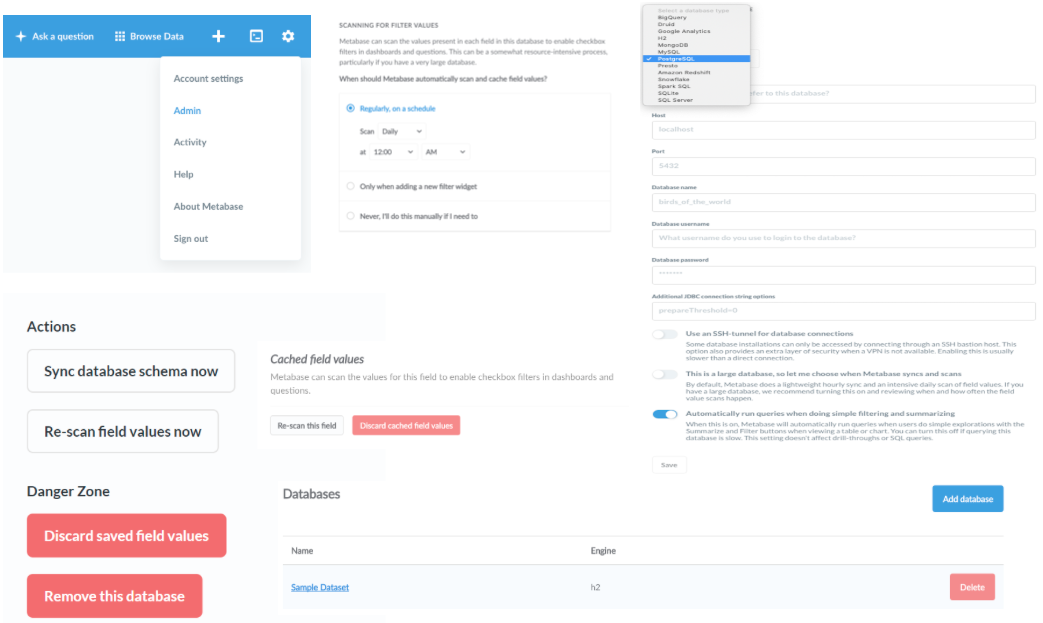 Ask a question
Browse Data
Account settings
Admin
Activity
Help
About Metabase
Sign out
SCANNING FOR FILTER VALUES
Metabase can scan the values present in each field in this database to enable checkbox
filters in dashboards and questions. This can be a somewhat resource-intensive process,
particularly if you have a very large database.
When should Metabase automatically scan and cache field values?
Regularly, on a schedule
Scan Daily
at 12:00 AM
Only when adding a new filter widget
Never, I'll do this manually if I need to
Select a database type
BigQuery
Druid
Google Analytics
H2
MongoDB
MySQL
PostgreSQL
Presto
Amazon Redshift
Snowflake
Spark SQL
SQLite
SQL Server
refer to this database?
Host
localhost
Port
5432
Database name
birds_of_the_world
Database username
What username do you use to login to the database?
Database password
•••••••
Additional JDBC connection string options
prepareThreshold=0
Use an SSH-tunnel for database connections
Some database installations can only be accessed by connecting through an SSH bastion host. This
option also provides an extra layer of security when a VPN is not available. Enabling this is usually
slower than a direct connection.
This is a large database, so let me choose when Metabase syncs and scans
By default, Metabase does a lightweight hourly sync and an intensive daily scan of field values. If you
have a large database, we recommend turning this on and reviewing when and how often the field
value scans happen.
Automatically run queries when doing simple filtering and summarizing
When this is on, Metabase will automatically run queries when users do simple explorations with the
Summarize and Filter buttons when viewing a table or chart. You can turn this off if querying this
database is slow. This setting doesn't affect drill-throughs or SQL queries.
Save
Actions
Sync database schema now
Re-scan field values now
Danger Zone
Discard saved field values
Remove this database
Cached field values
Metabase can scan the values for this field to enable checkbox filters in dashboards and
questions.
Re-scan this field
Discard cached field values
Databases
Add database
Name Engine
Sample Dataset h2 Delete